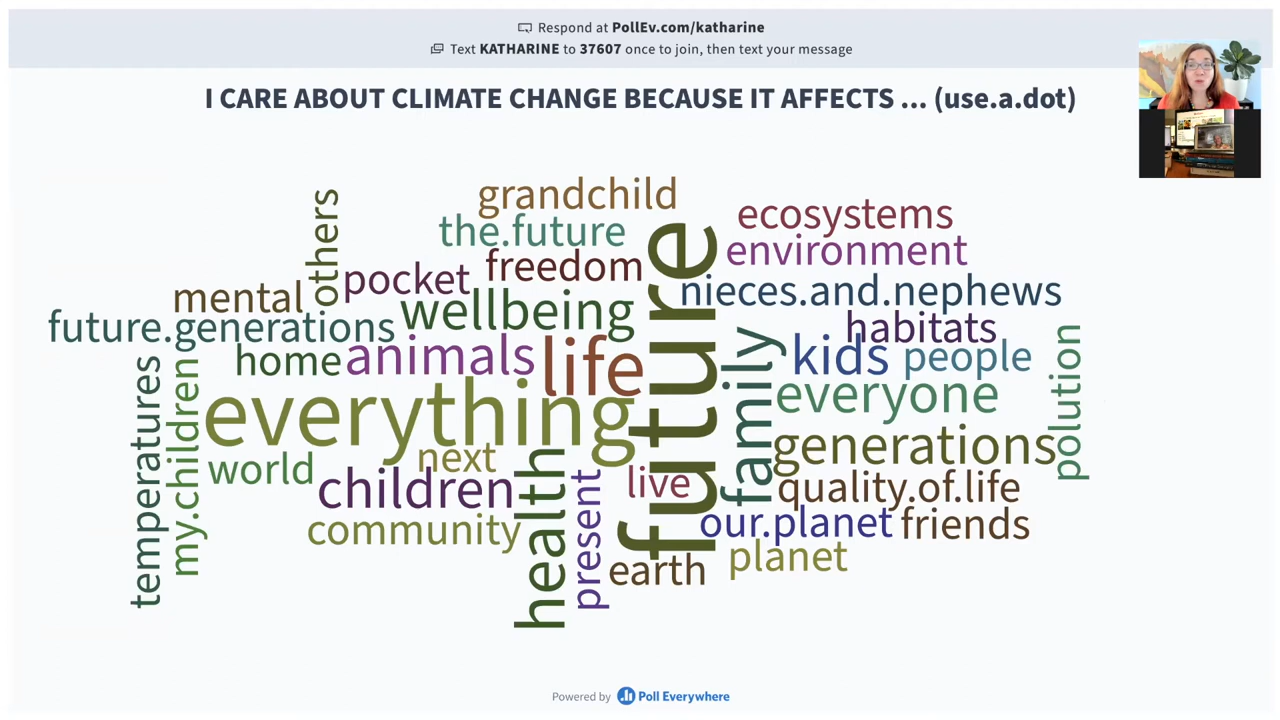 Respond at PollEv.com/katharine
Text KATHARINE to 37607 once to join, then text your message
I CARE ABOUT CLIMATE CHANGE BECAUSE IT AFFECTS ... (use.a.dot)
grandchild
others
ecosystems
the.future
environment
freedom
pocket
mental
nieces.and.nephews
wellbeing
future.generations
habitats
home
animals
life
future
family
kids
people
polution
temperatures
my.children
everything
everyone
generations
next
world
children
health
present
live
quality.of.life
community
our.planet
friends
earth
planet
Powered by Poll Everywhere